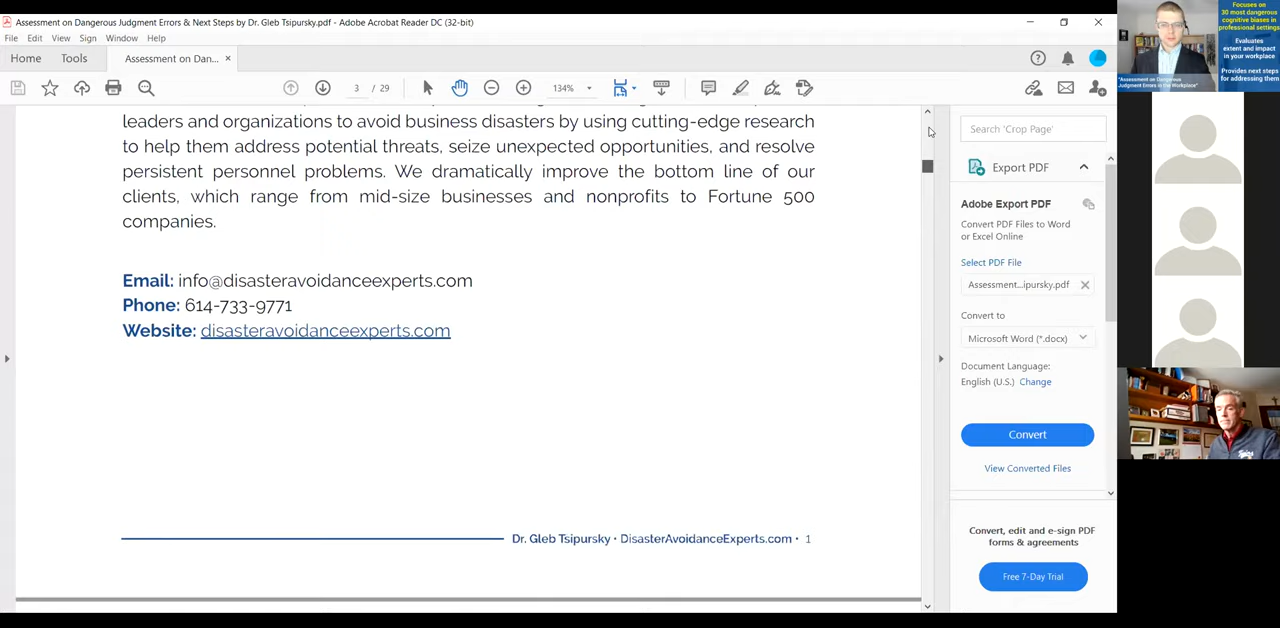 Assessment on Dangerous Judgment Errors & Next Steps by Dr. Gleb Tsipursky.pdf - Adobe Acrobat Reader DC (32-bit)
File Edit View Sign Window Help
Home Tools Assessment on Dan...
3 / 29 134%
leaders and organizations to avoid business disasters by using cutting-edge research
to help them address potential threats, seize unexpected opportunities, and resolve
persistent personnel problems. We dramatically improve the bottom line of our
clients, which range from mid-size businesses and nonprofits to Fortune 500
companies.
Email: info@disasteravoidanceexperts.com
Phone: 614-733-9771
Website: disasteravoidanceexperts.com
Dr. Gleb Tsipursky · DisasterAvoidanceExperts.com · 1
Search 'Crop Page'
Export PDF
Adobe Export PDF
Convert PDF Files to Word
or Excel Online
Select PDF File
Assessment...ipursky.pdf
Convert to
Microsoft Word (*.docx)
Document Language:
English (U.S.) Change
Convert
View Converted Files
Convert, edit and e-sign PDF
forms & agreements
Free 7-Day Trial
Focuses on
30 most dangerous
cognitive biases in
professional settings
Evaluates
extent and impact
in your workplace
Provides next steps
for addressing them
"Assessment on Dangerous
Judgment Errors in the Workplace"